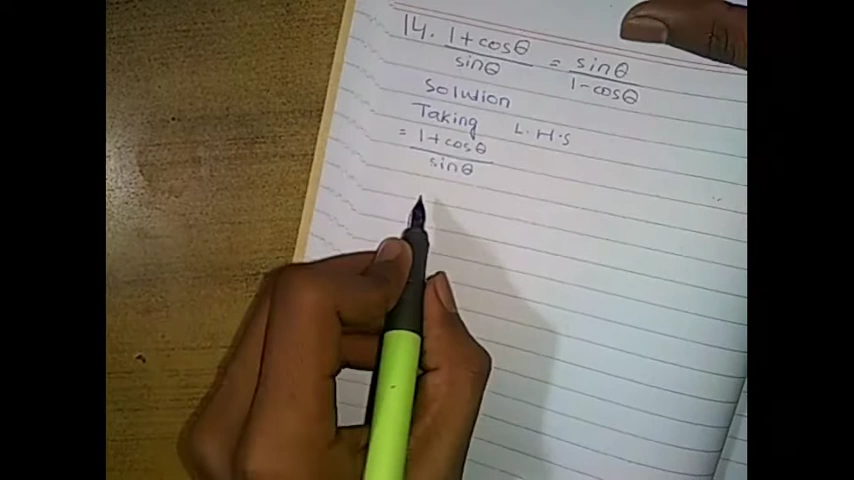 14. 1+cosθ/sinθ = sinθ/1-cosθ
Solution
Taking L.H.S
= 1+cosθ/sinθ